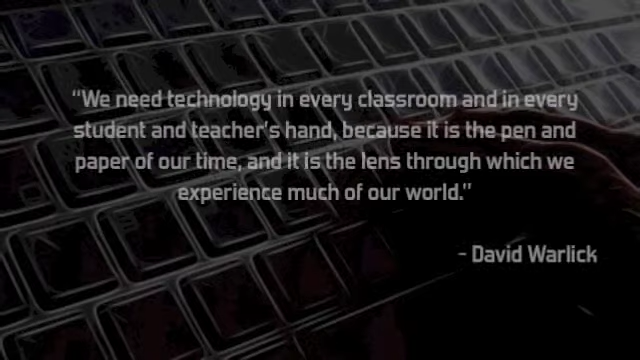 “We need technology in every classroom and in every
student and teacher’s hand, because it is the pen and
paper of our time, and it is the lens through which we
experience much of our world.”
- David Warlick